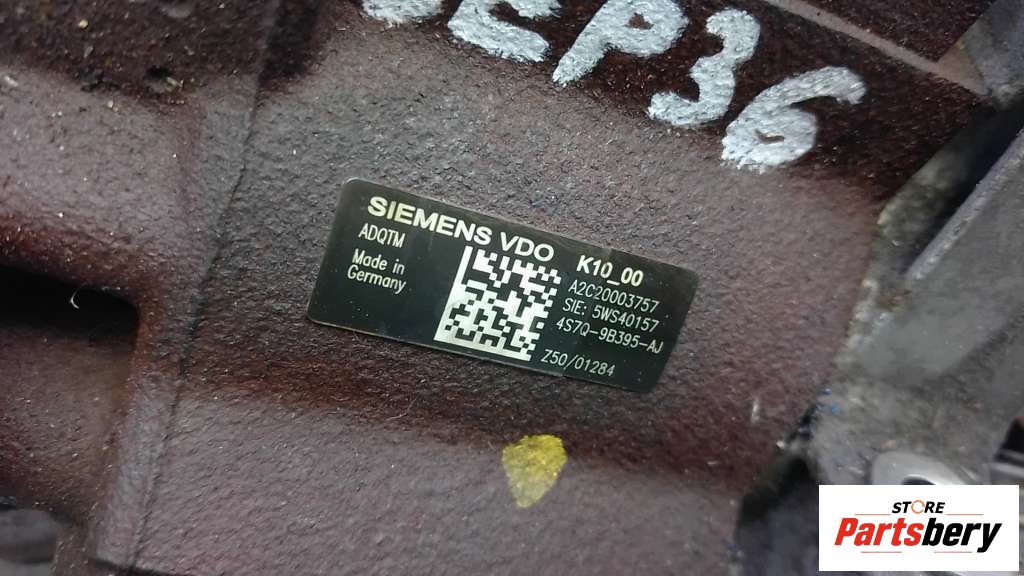 EP36
SIEMENS VDO
ADQTM
Made in
Germany
K10_00
A2C20003757
SIE: 5WS40157
4S7Q-9B395-AJ
Z50/01284
STORE
Partsbery